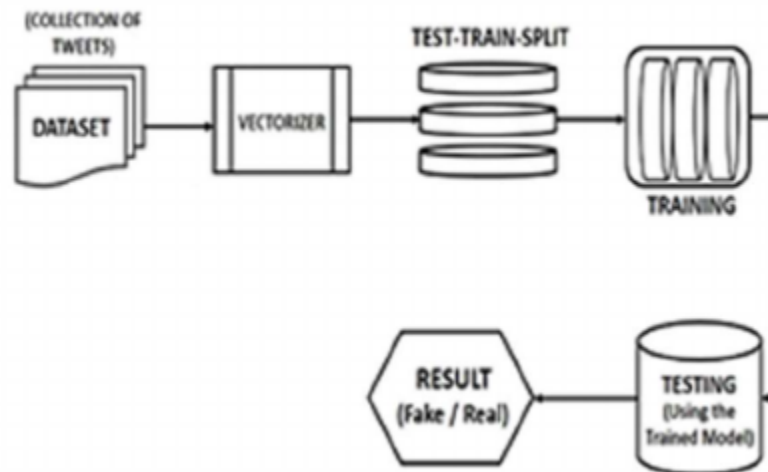 (COLLECTION OF
TWEETS)
DATASET
VECTORIZER
TEST-TRAIN-SPLIT
TRAINING
RESULT
(Fake / Real)
TESTING
(Using the
Trained Model)